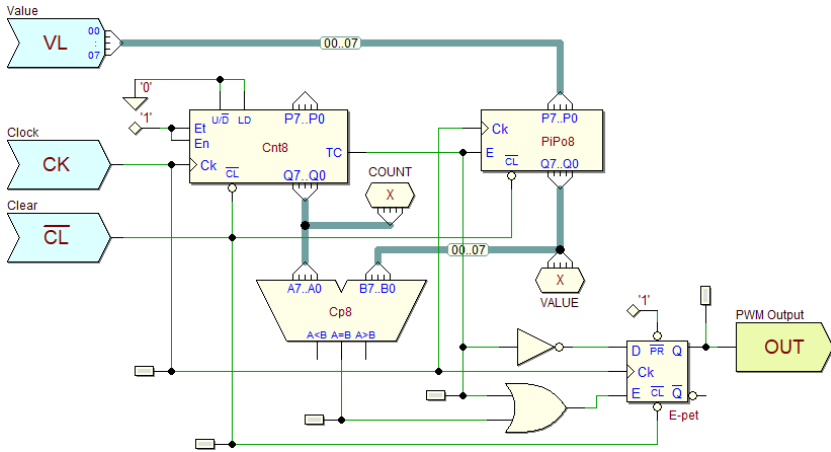 Value
VL
00
:
07
00..07
'0'
'1'
U/D LD
P7..P0
Et
En
Cnt8
TC
Ck
CL
Q7..Q0
P7..P0
Ck
PiPo8
E
CL
Q7..Q0
Clock
CK
Clear
CL
COUNT
X
00..07
X
VALUE
A7..A0
B7..B0
Cp8
A<B A=B A>B
'1'
D PR Q
Ck
E CL Q
E-pet
PWM Output
OUT